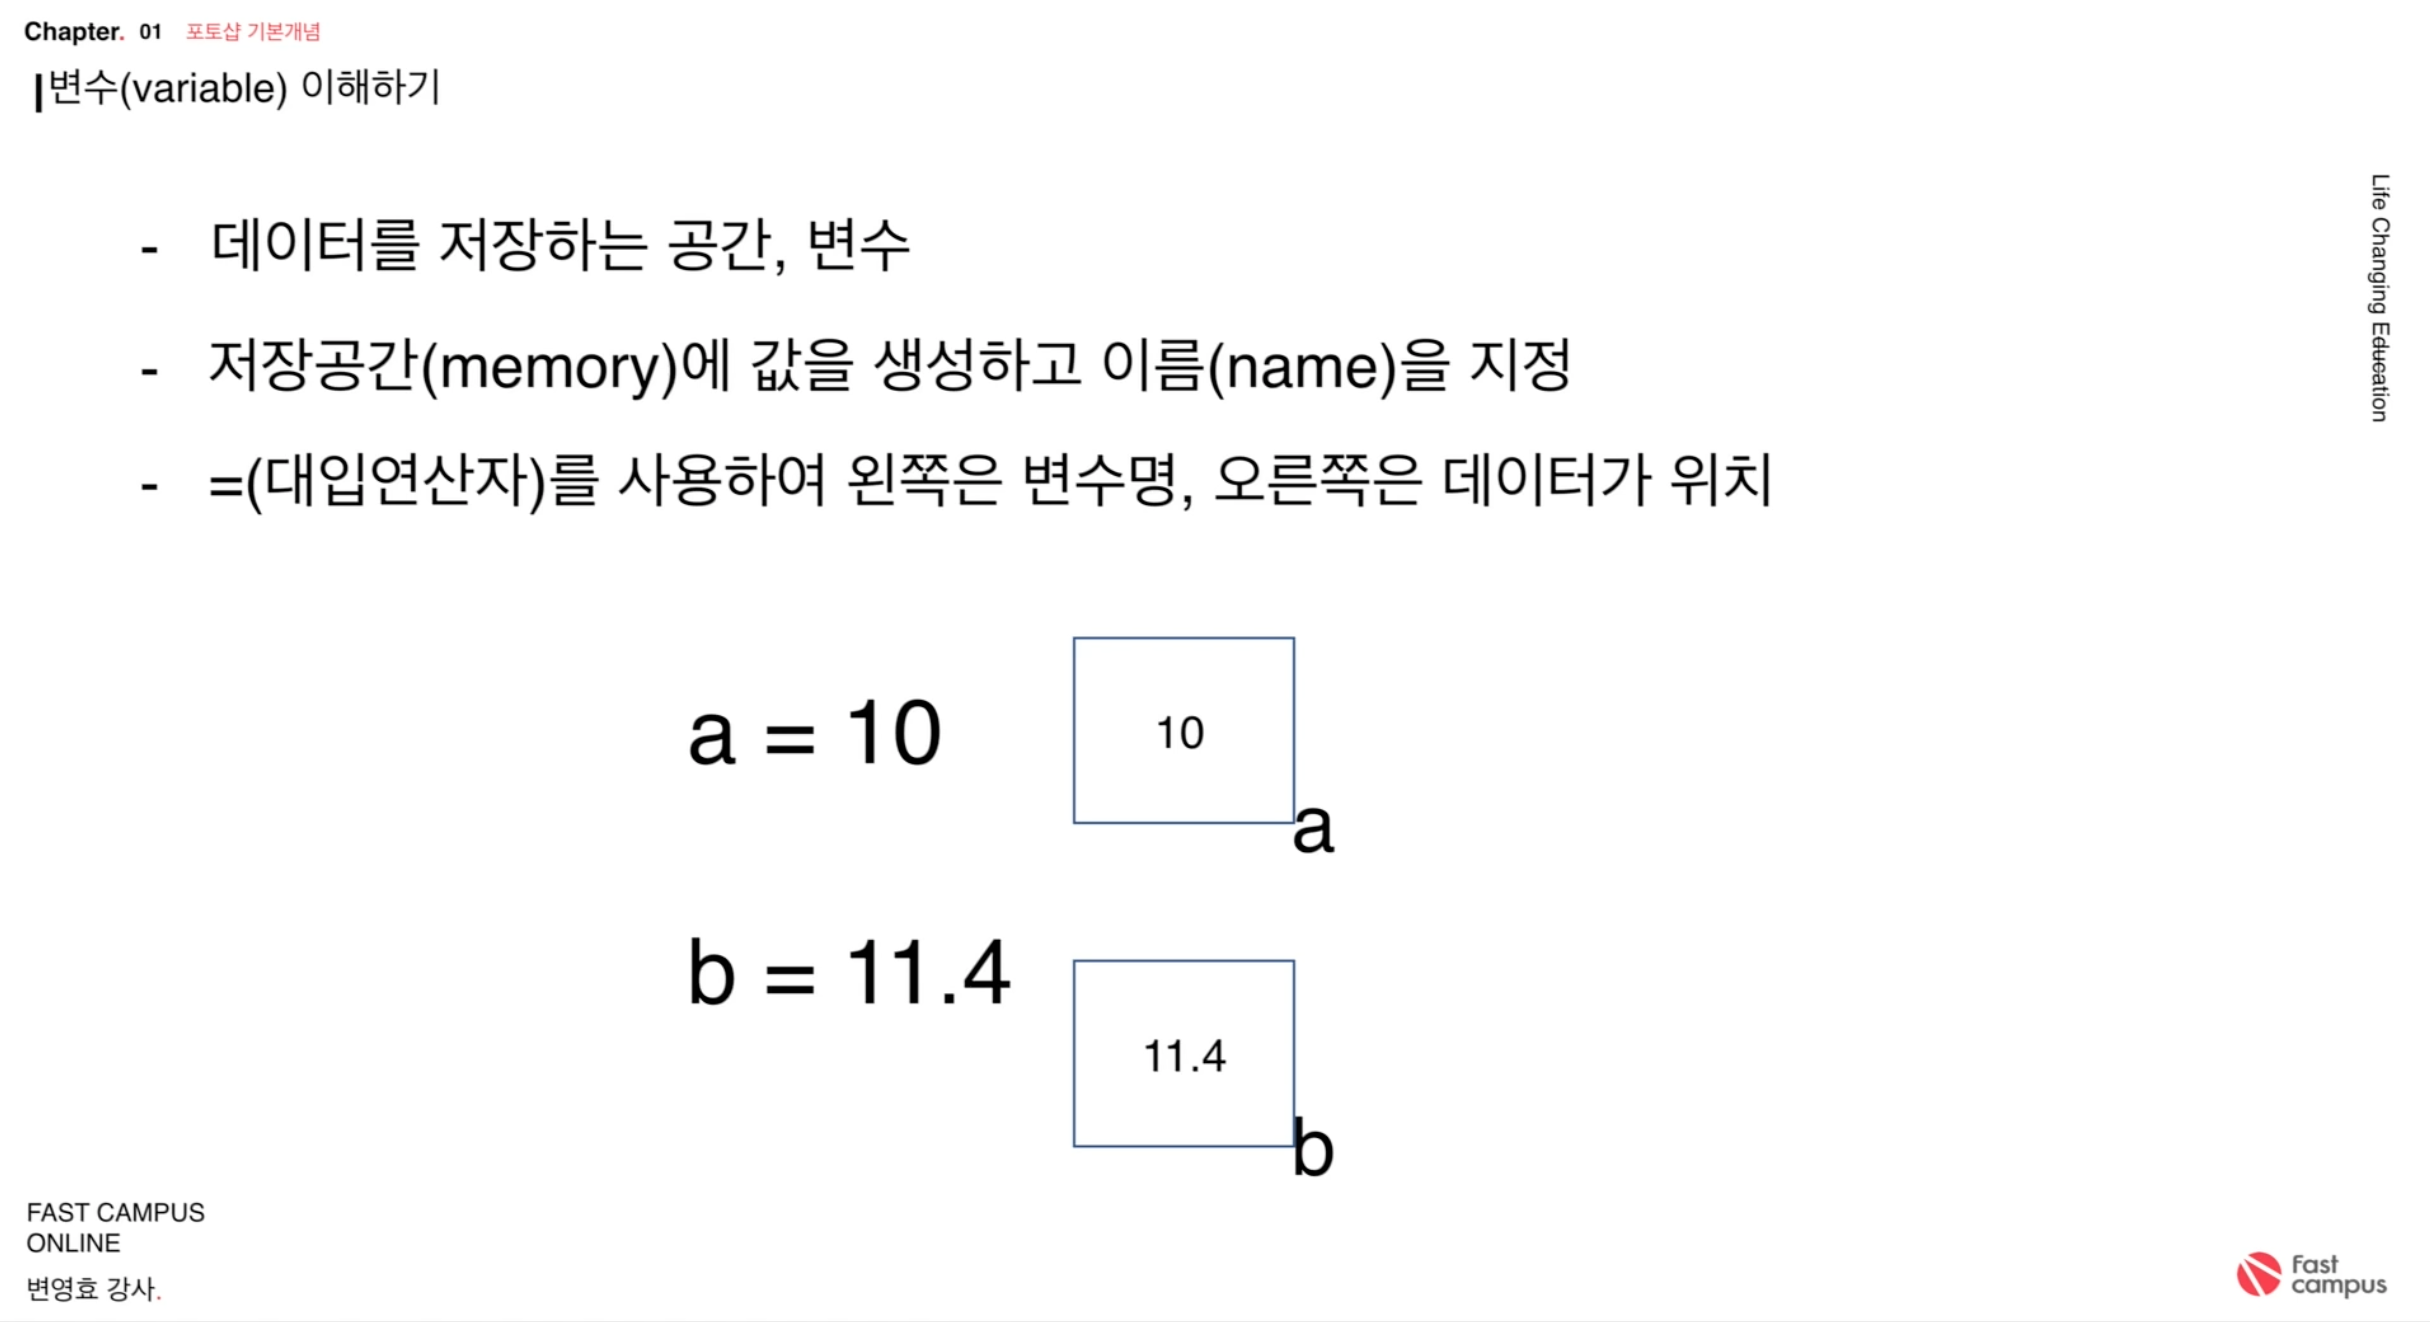 Chapter. 01 포토샵 기본개념
변수(variable) 이해하기
Life Changing Education
- 데이터를 저장하는 공간, 변수
- 저장공간(memory)에 값을 생성하고 이름(name)을 지정
- =(대입연산자)를 사용하여 왼쪽은 변수명, 오른쪽은 데이터가 위치
a = 10
10
a
b = 11.4
11.4
b
FAST CAMPUS
ONLINE
변영효 강사.
Fast
campus